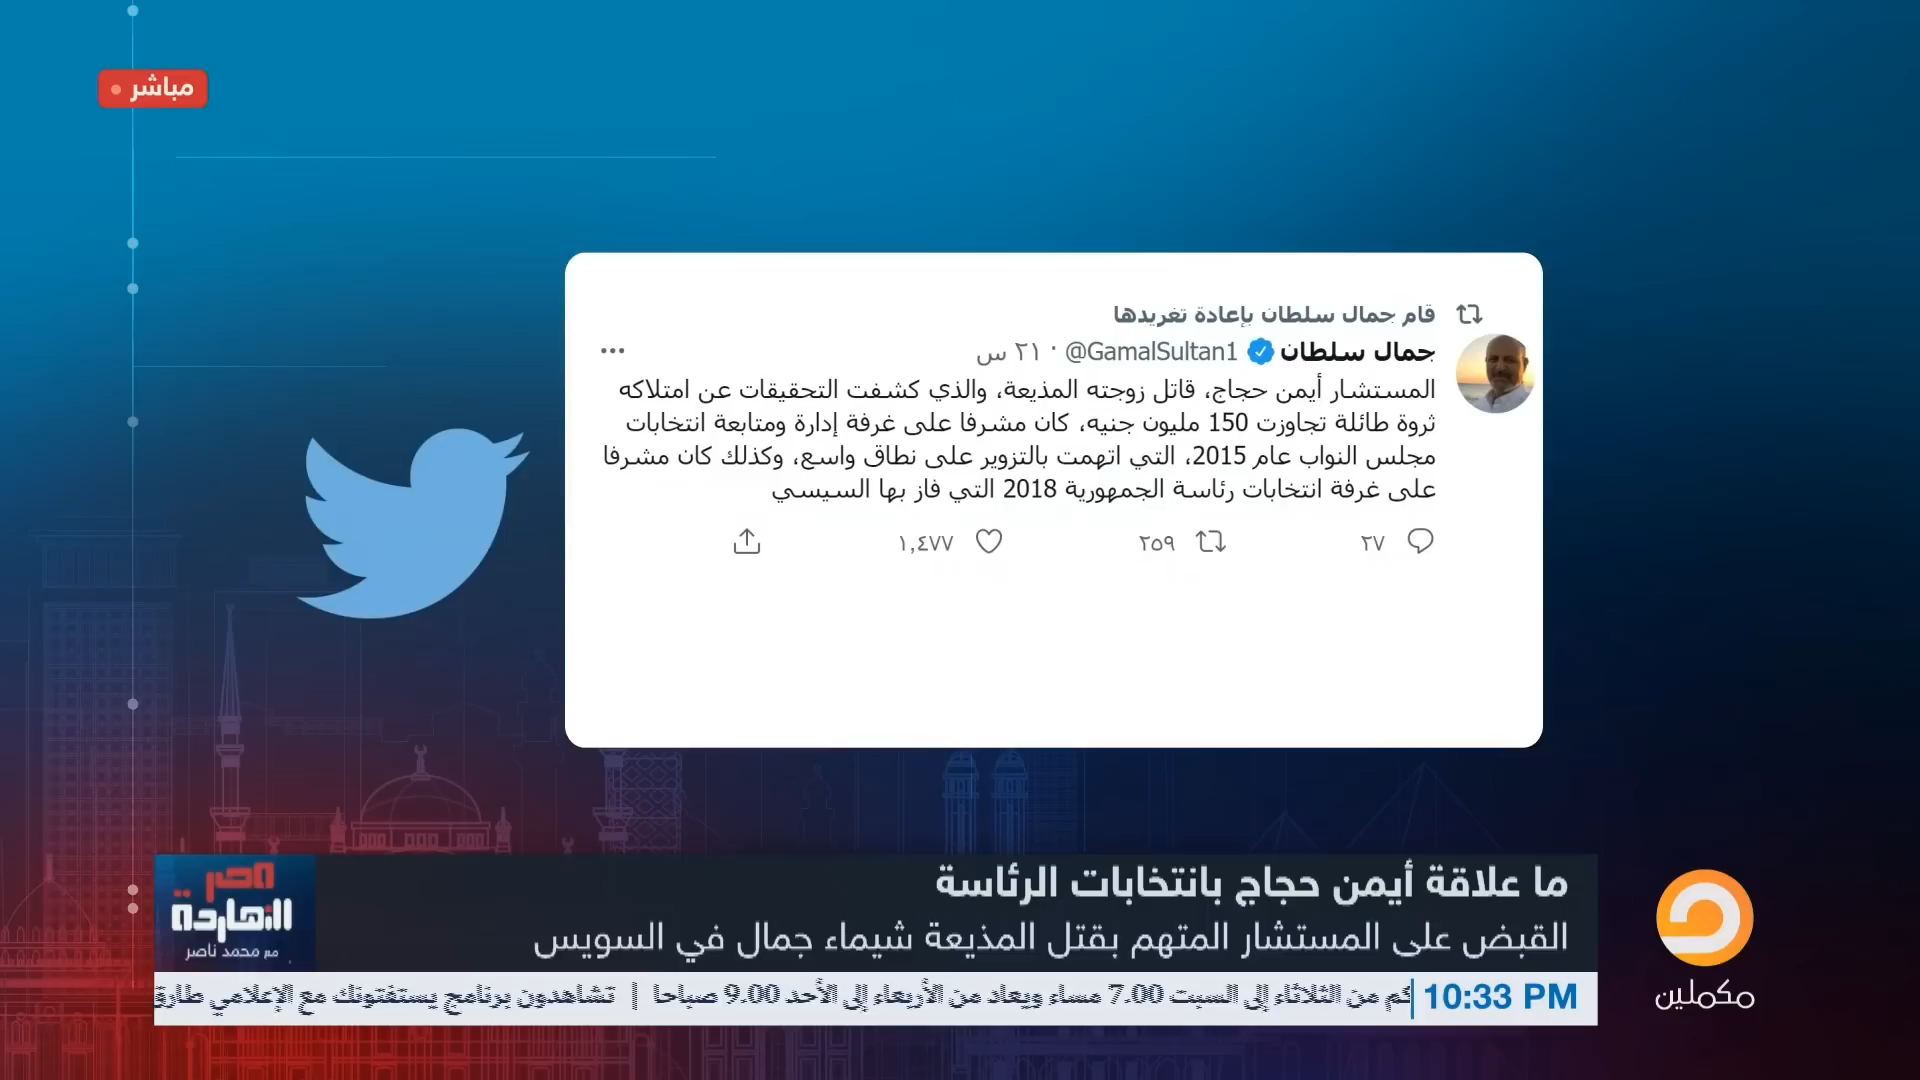 مباشر
قام جمال سلطان بإعادة تغريدها
جمال سلطان @GamalSultan1 · ٢١ س
المستشار أيمن حجاج، قاتل زوجته المذيعة، والذي كشفت التحقيقات عن امتلاكه
ثروة طائلة تجاوزت 150 مليون جنيه، كان مشرفا على غرفة إدارة ومتابعة انتخابات
مجلس النواب عام 2015، التي اتهمت بالتزوير على نطاق واسع، وكذلك كان مشرفا
على غرفة انتخابات رئاسة الجمهورية 2018 التي فاز بها السيسي
٢٧ ٢٥٩ ١,٤٧٧
ما علاقة أيمن حجاج بانتخابات الرئاسة
القبض على المستشار المتهم بقتل المذيعة شيماء جمال في السويس
مصر
النهاردة
مع محمد ناصر
10:33 PM
كم من الثلاثاء إلى السبت 7.00 مساء ويعاد من الأربعاء إلى الأحد 9.00 صباحا | تشاهدون برنامج يستفتونك مع الإعلامي طارق
مكملين